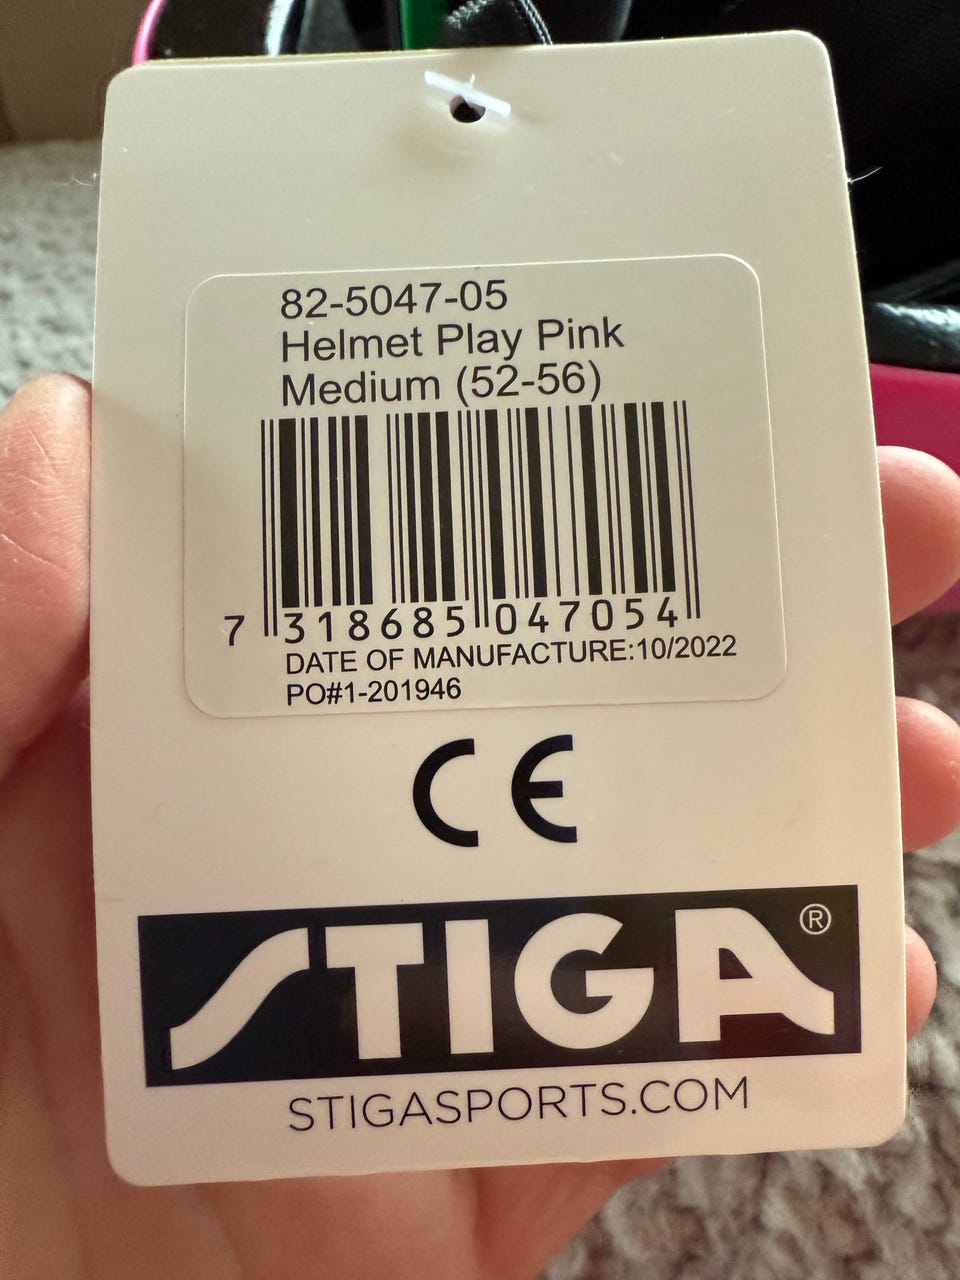 82-5047-05
Helmet Play Pink
Medium (52-56)
7 318685 047054
DATE OF MANUFACTURE:10/2022
PO#1-201946
CE
STIGA®
STIGASPORTS.COM